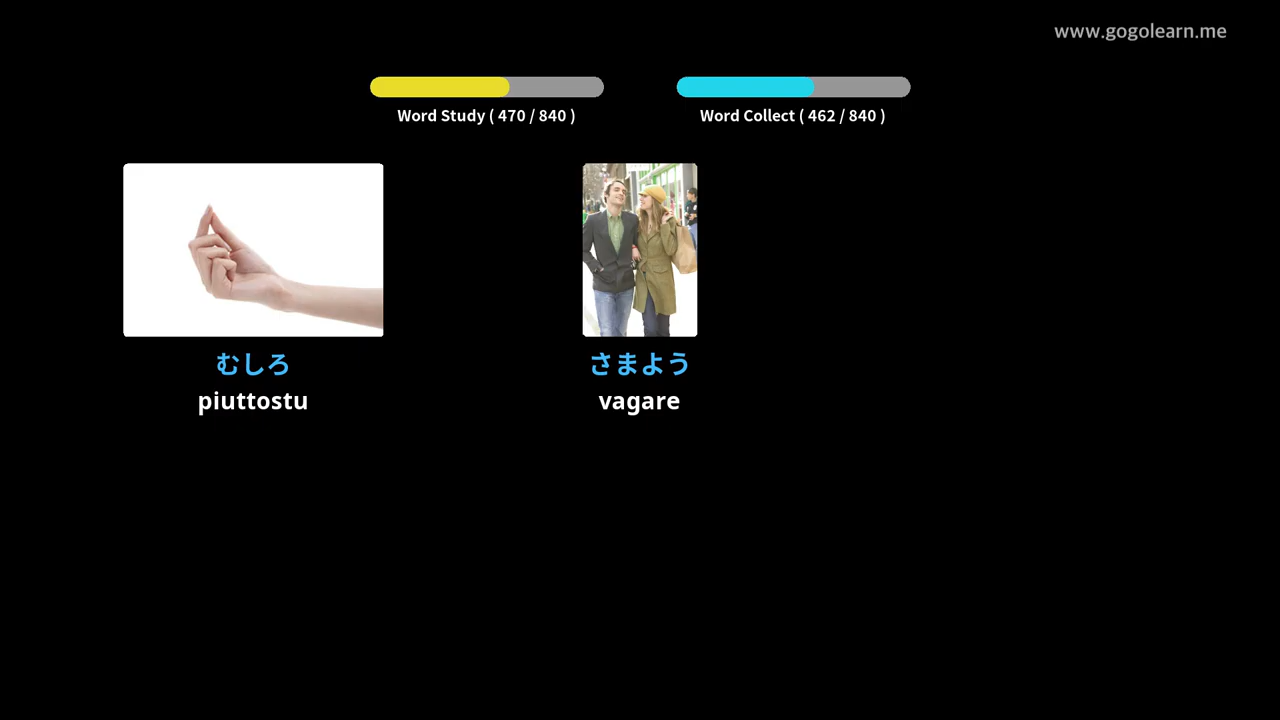 www.gogolearn.me
Word Study ( 470 / 840 )
Word Collect ( 462 / 840 )
むしろ
piuttostu
さまよう
vagare